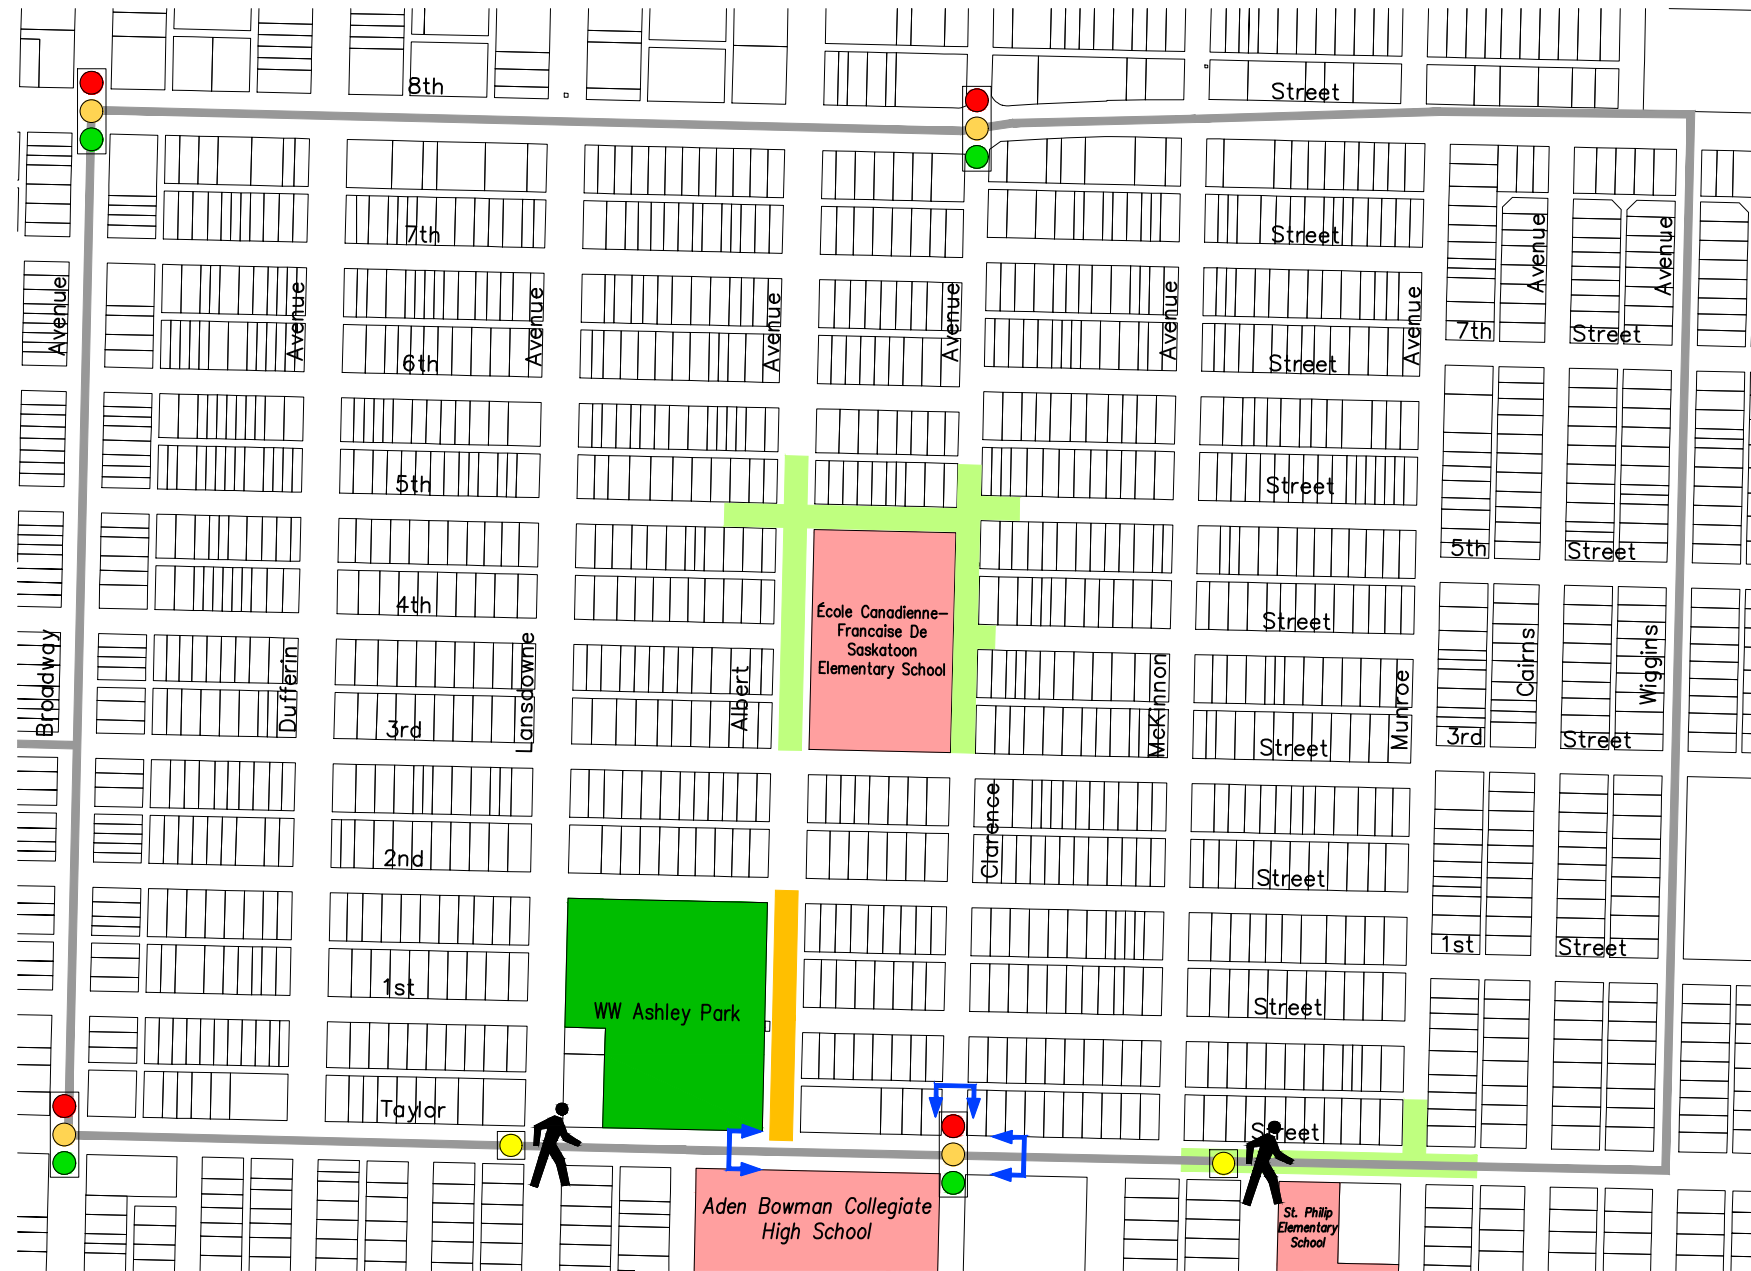 8th Street
7th Street
Avenue
Avenue
Avenue
Avenue
Avenue
Avenue
Avenue
Avenue
Avenue
6th Street
7th Street
5th Street
5th Street
4th Street
École Canadienne-
Francaise De
Saskatoon
Elementary School
Broadway
Dufferin
Lansdowne
Albert
Clarence
McKinnon
Munroe
Cairns
Wiggins
3rd Street
3rd Street
2nd Street
1st Street
1st Street
WW Ashley Park
Taylor Street
Aden Bowman Collegiate
High School
St. Philip
Elementary
School